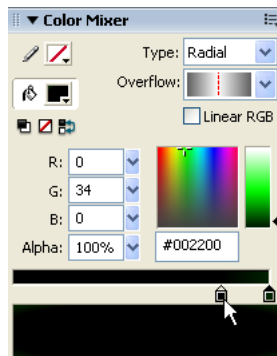 Color Mixer
Type: Radial
Overflow:
Linear RGB
R: 0
G: 34
B: 0
Alpha: 100% #002200